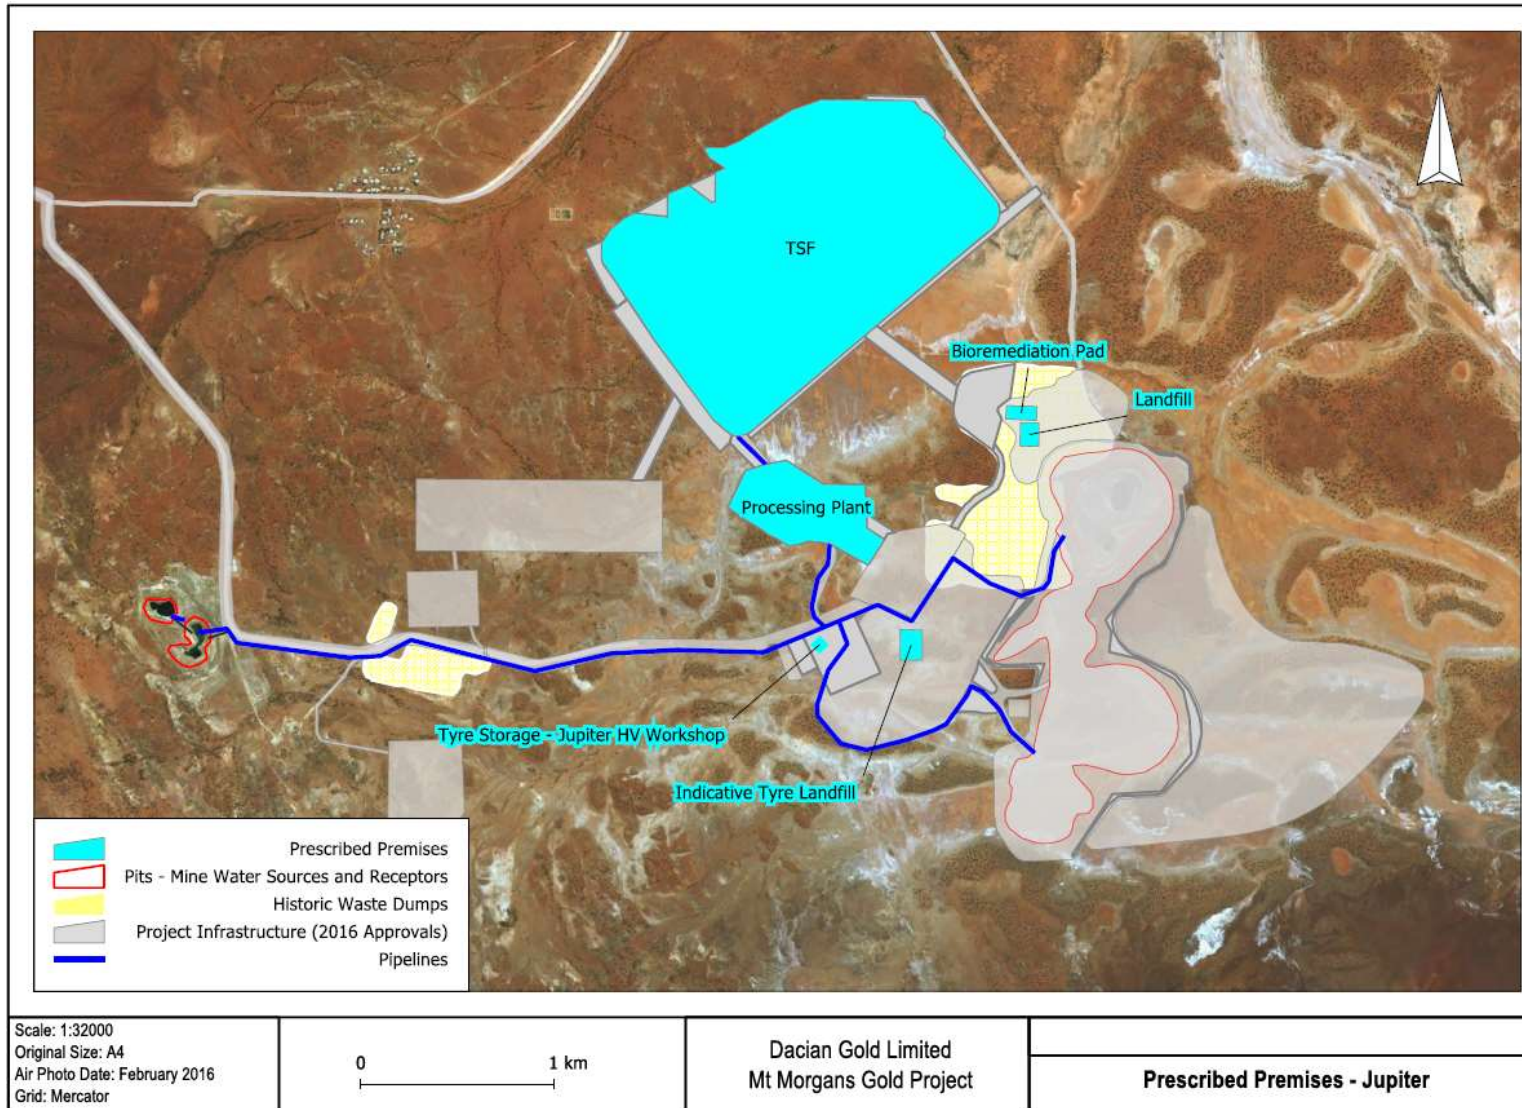 TSF
Bioremediation Pad
Landfill
Processing Plant
Tyre Storage - Jupiter HV Workshop
Indicative Tyre Landfill
Prescribed Premises
Pits - Mine Water Sources and Receptors
Historic Waste Dumps
Project Infrastructure (2016 Approvals)
Pipelines
Scale: 1:32000
Original Size: A4
Air Photo Date: February 2016
Grid: Mercator
0 1 km
Dacian Gold Limited
Mt Morgans Gold Project
Prescribed Premises - Jupiter